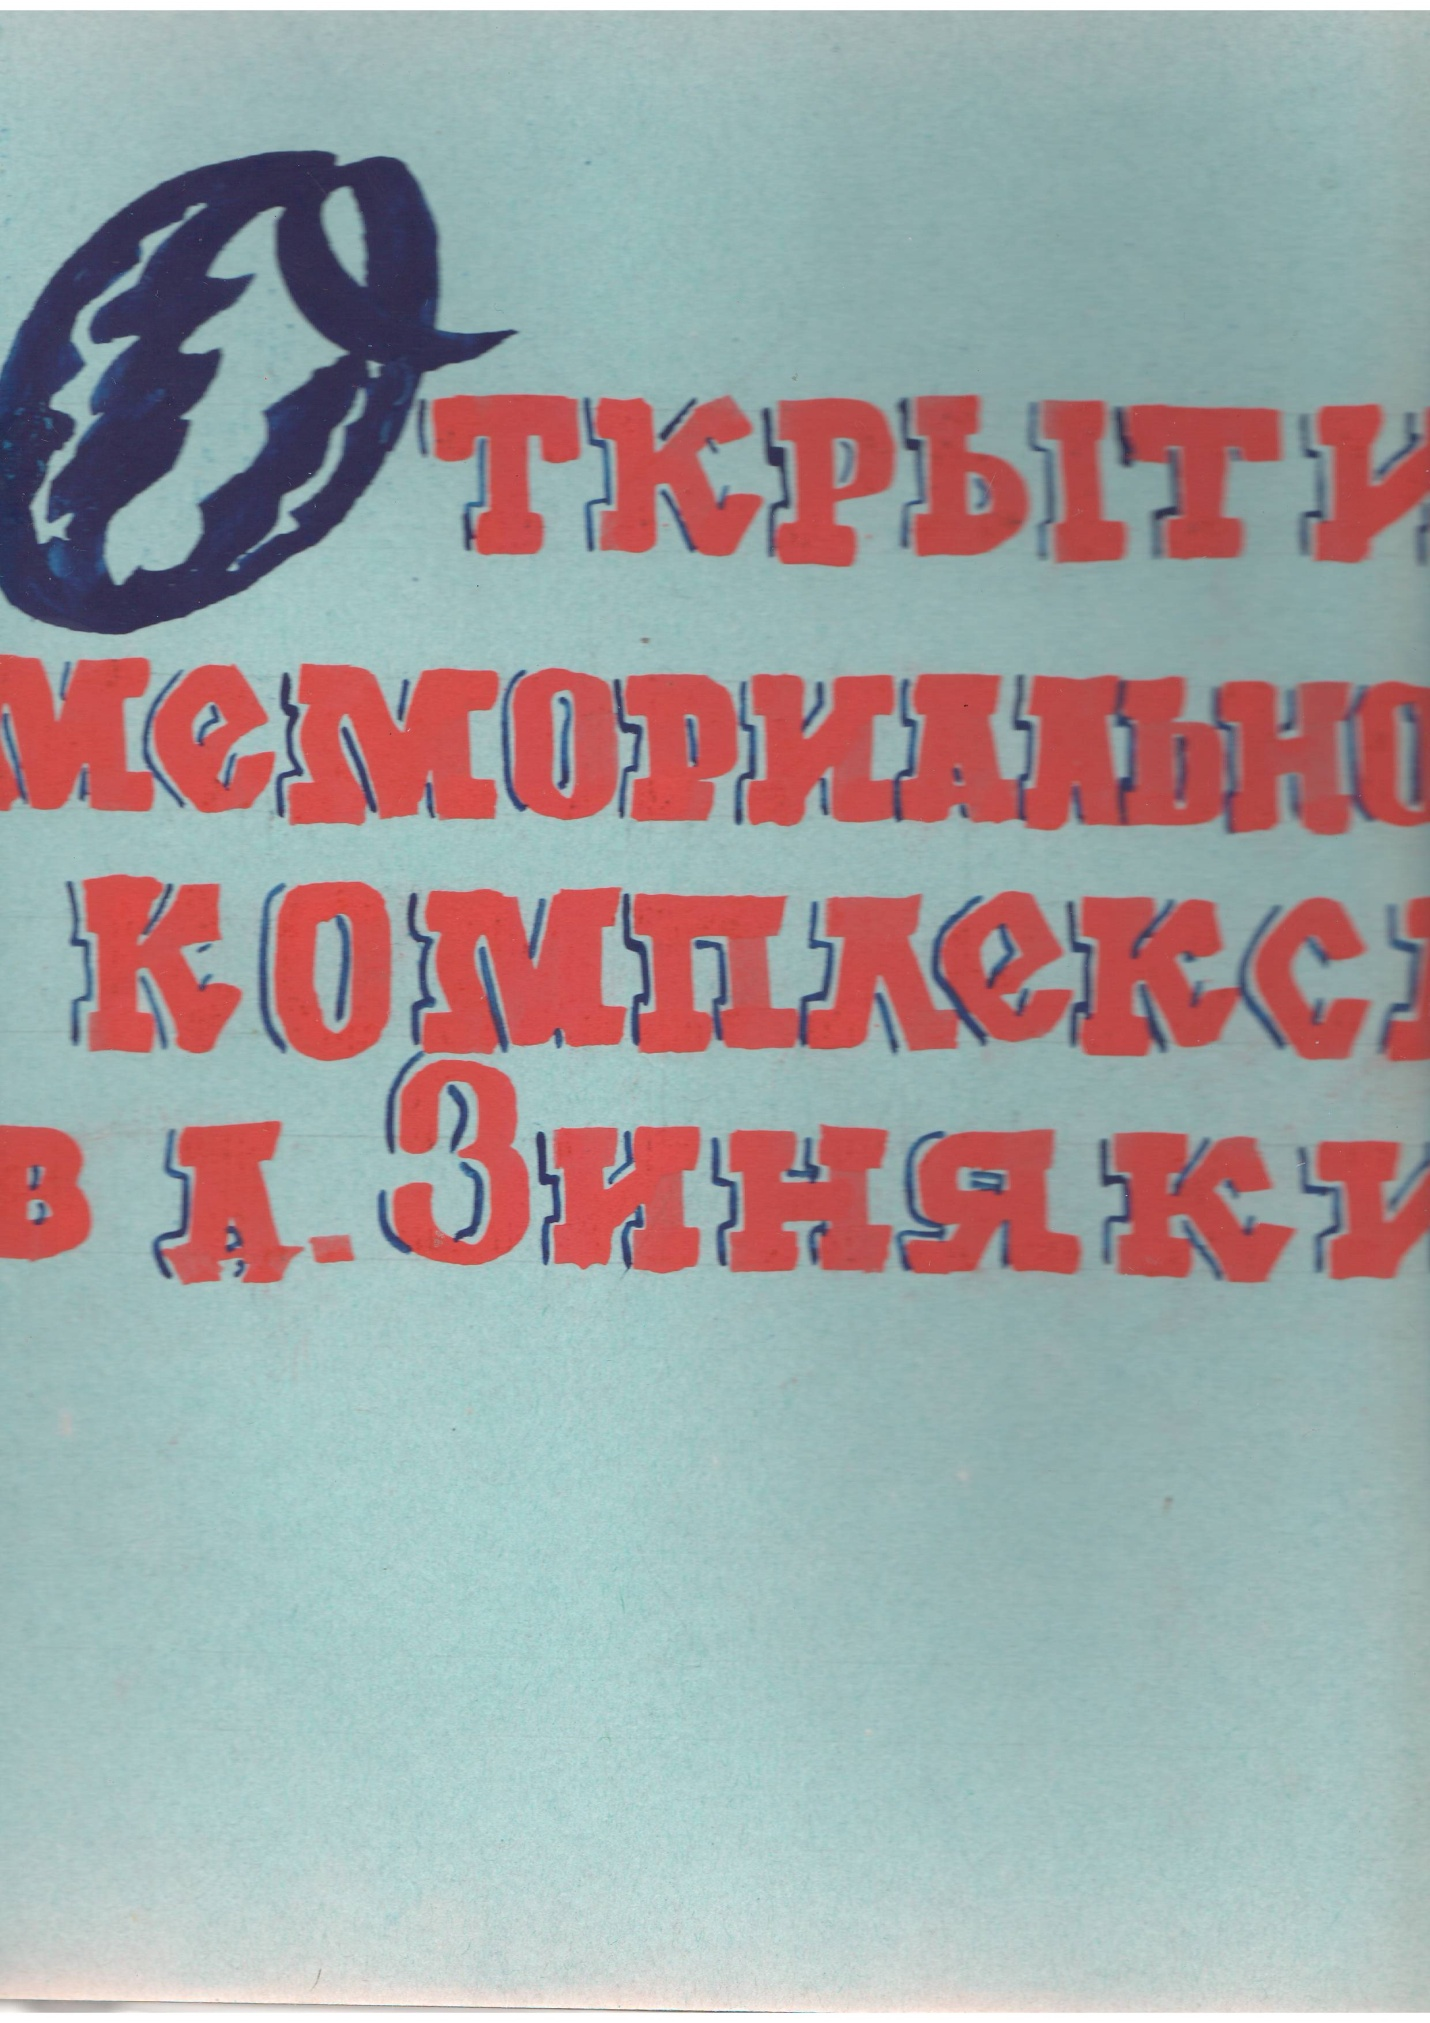 Открыти
мемориально
комплекс
в д. Зиняки